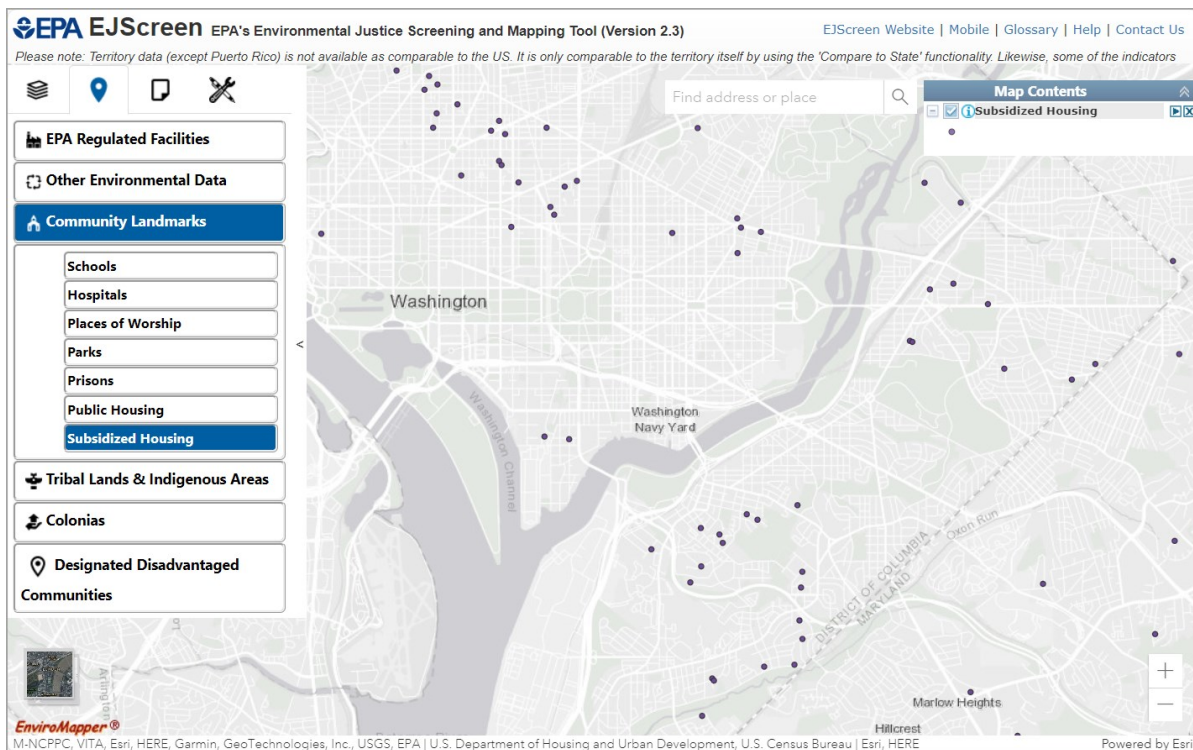 EPA EJScreen EPA's Environmental Justice Screening and Mapping Tool (Version 2.3)
EJScreen Website | Mobile | Glossary | Help | Contact Us
Please note: Territory data (except Puerto Rico) is not available as comparable to the US. It is only comparable to the territory itself by using the 'Compare to State' functionality. Likewise, some of the indicators
Find address or place
Map Contents
Subsidized Housing
EPA Regulated Facilities
Other Environmental Data
Community Landmarks
Schools
Hospitals
Places of Worship
Parks
Prisons
Public Housing
Subsidized Housing
Tribal Lands & Indigenous Areas
Colonias
Designated Disadvantaged
Communities
<
Washington
Washington Channel
Washington
Navy Yard
Oxon Run
DISTRICT OF COLUMBIA
MARYLAND
Marlow Heights
Hillcrest
Arlington
+
−
EnviroMapper ®
M-NCPPC, VITA, Esri, HERE, Garmin, GeoTechnologies, Inc., USGS, EPA | U.S. Department of Housing and Urban Development, U.S. Census Bureau | Esri, HERE
Powered by Esri